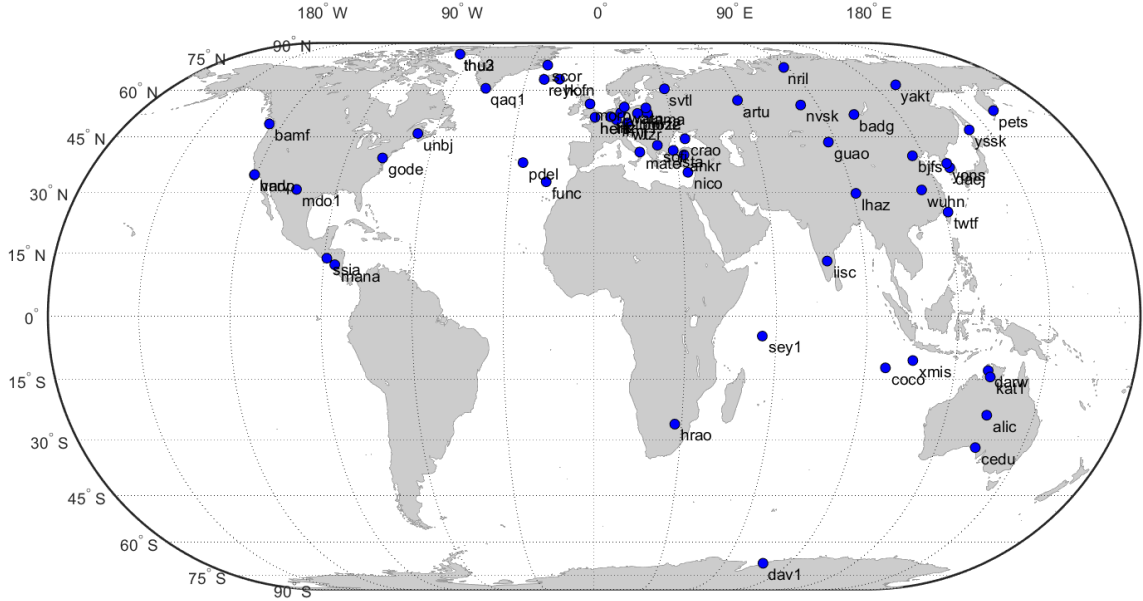 180° W
90° W
0°
90° E
180° E
90° N
75° N
60° N
45° N
30° N
15° N
0°
15° S
30° S
45° S
60° S
75° S
90° S
scor
hofn
qaq1
bamf
unbj
gode
mdo1
ssia
mana
pdel
func
svtl
nril
artu
nvsk
badg
yakt
pets
yssk
guao
bjfs
yons
daej
wuhn
twtf
lhaz
iisc
crao
ankr
nico
sey1
coco
xmis
darw
kat1
alic
cedu
hrao
dav1